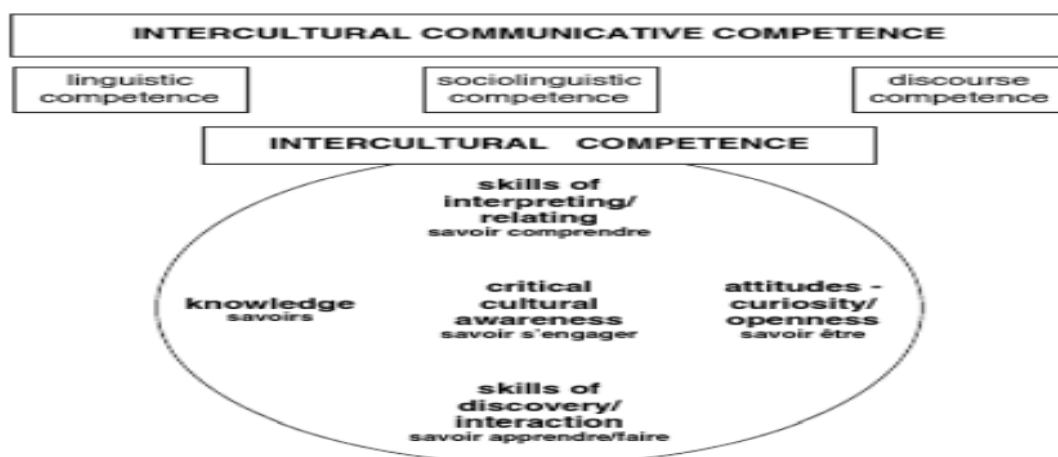 INTERCULTURAL COMMUNICATIVE COMPETENCE
linguistic
competence
sociolinguistic
competence
discourse
competence
INTERCULTURAL COMPETENCE
skills of
interpreting/
relating
savoir comprendre
knowledge
savoirs
critical
cultural
awareness
savoir s'engager
attitudes -
curiosity/
openness
savoir être
skills of
discovery/
interaction
savoir apprendre/faire